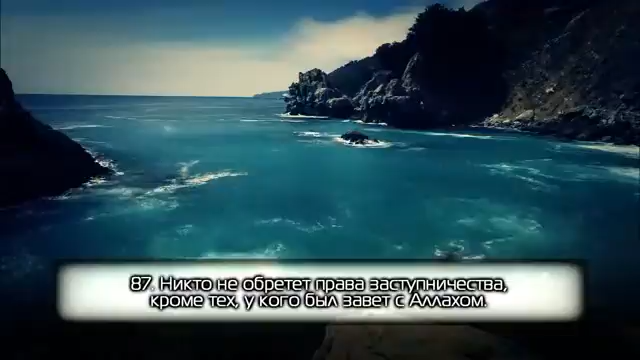 87. Никто не обретет права заступничества,
кроме тех, у кого был завет с Аллахом.